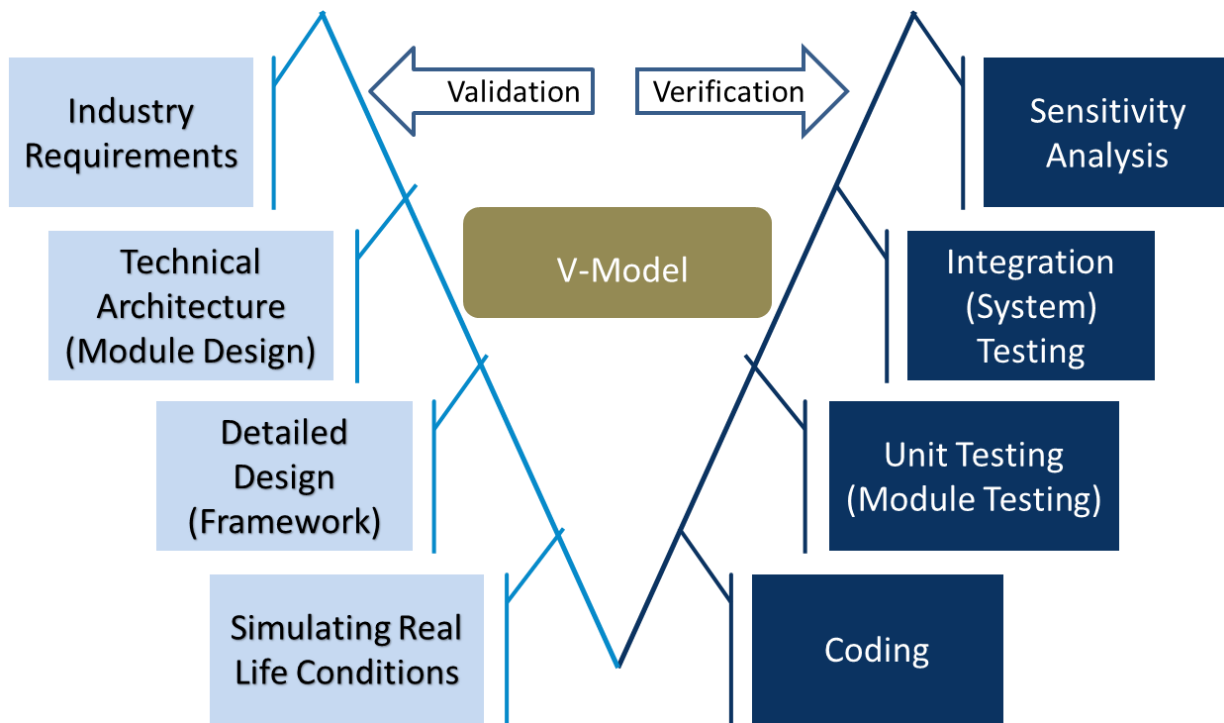 Validation
Verification
Industry
Requirements
Sensitivity
Analysis
V-Model
Technical
Architecture
(Module Design)
Integration
(System)
Testing
Detailed
Design
(Framework)
Unit Testing
(Module Testing)
Simulating Real
Life Conditions
Coding